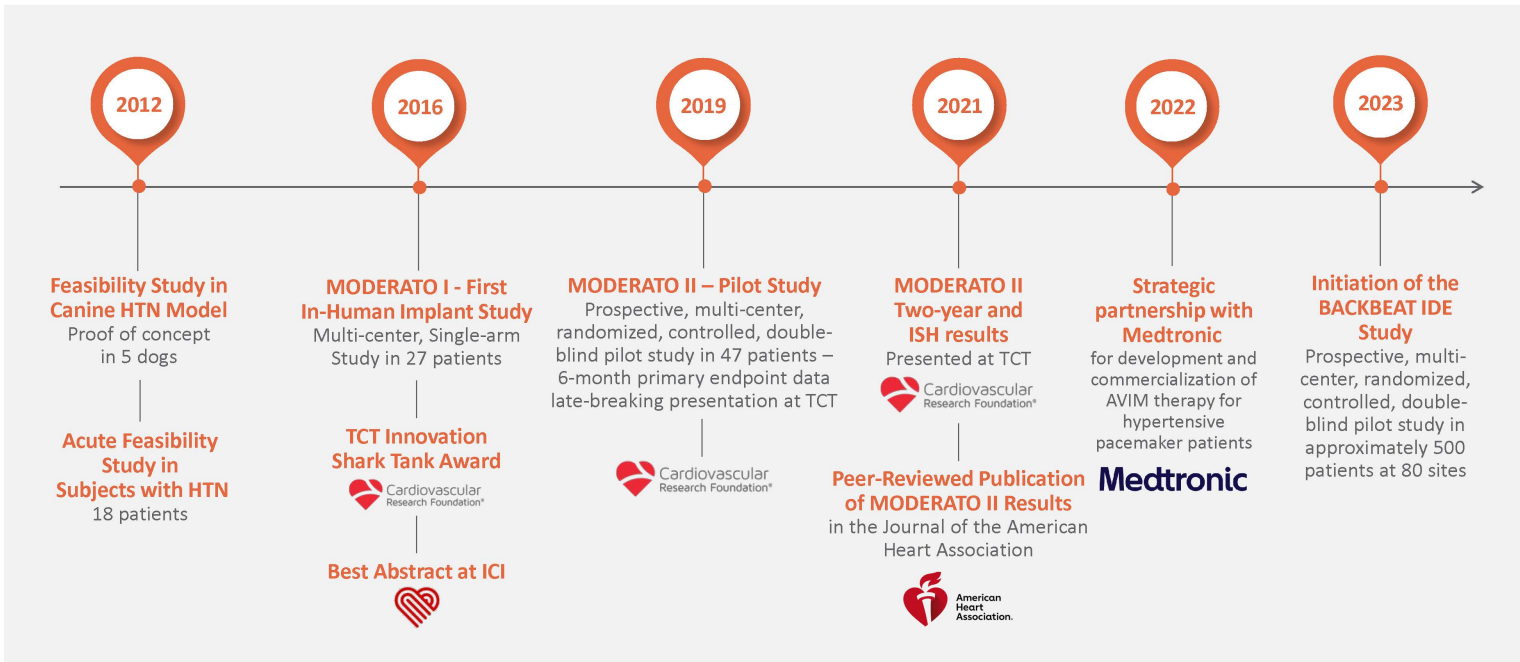 2012
Feasibility Study in
Canine HTN Model
Proof of concept
in 5 dogs
Acute Feasibility
Study in
Subjects with HTN
18 patients
2016
MODERATO I - First
In-Human Implant Study
Multi-center, Single-arm
Study in 27 patients
TCT Innovation
Shark Tank Award
Cardiovascular
Research Foundation®
Best Abstract at ICI
2019
MODERATO II – Pilot Study
Prospective, multi-center,
randomized, controlled, double-
blind pilot study in 47 patients –
6-month primary endpoint data
late-breaking presentation at TCT
Cardiovascular
Research Foundation®
2021
MODERATO II
Two-year and
ISH results
Presented at TCT
Cardiovascular
Research Foundation®
Peer-Reviewed Publication
of MODERATO II Results
in the Journal of the American
Heart Association
American
Heart
Association.
2022
Strategic
partnership with
Medtronic
for development and
commercialization of
AVIM therapy for
hypertensive
pacemaker patients
Medtronic
2023
Initiation of the
BACKBEAT IDE
Study
Prospective, multi-
center, randomized,
controlled, double-
blind pilot study in
approximately 500
patients at 80 sites